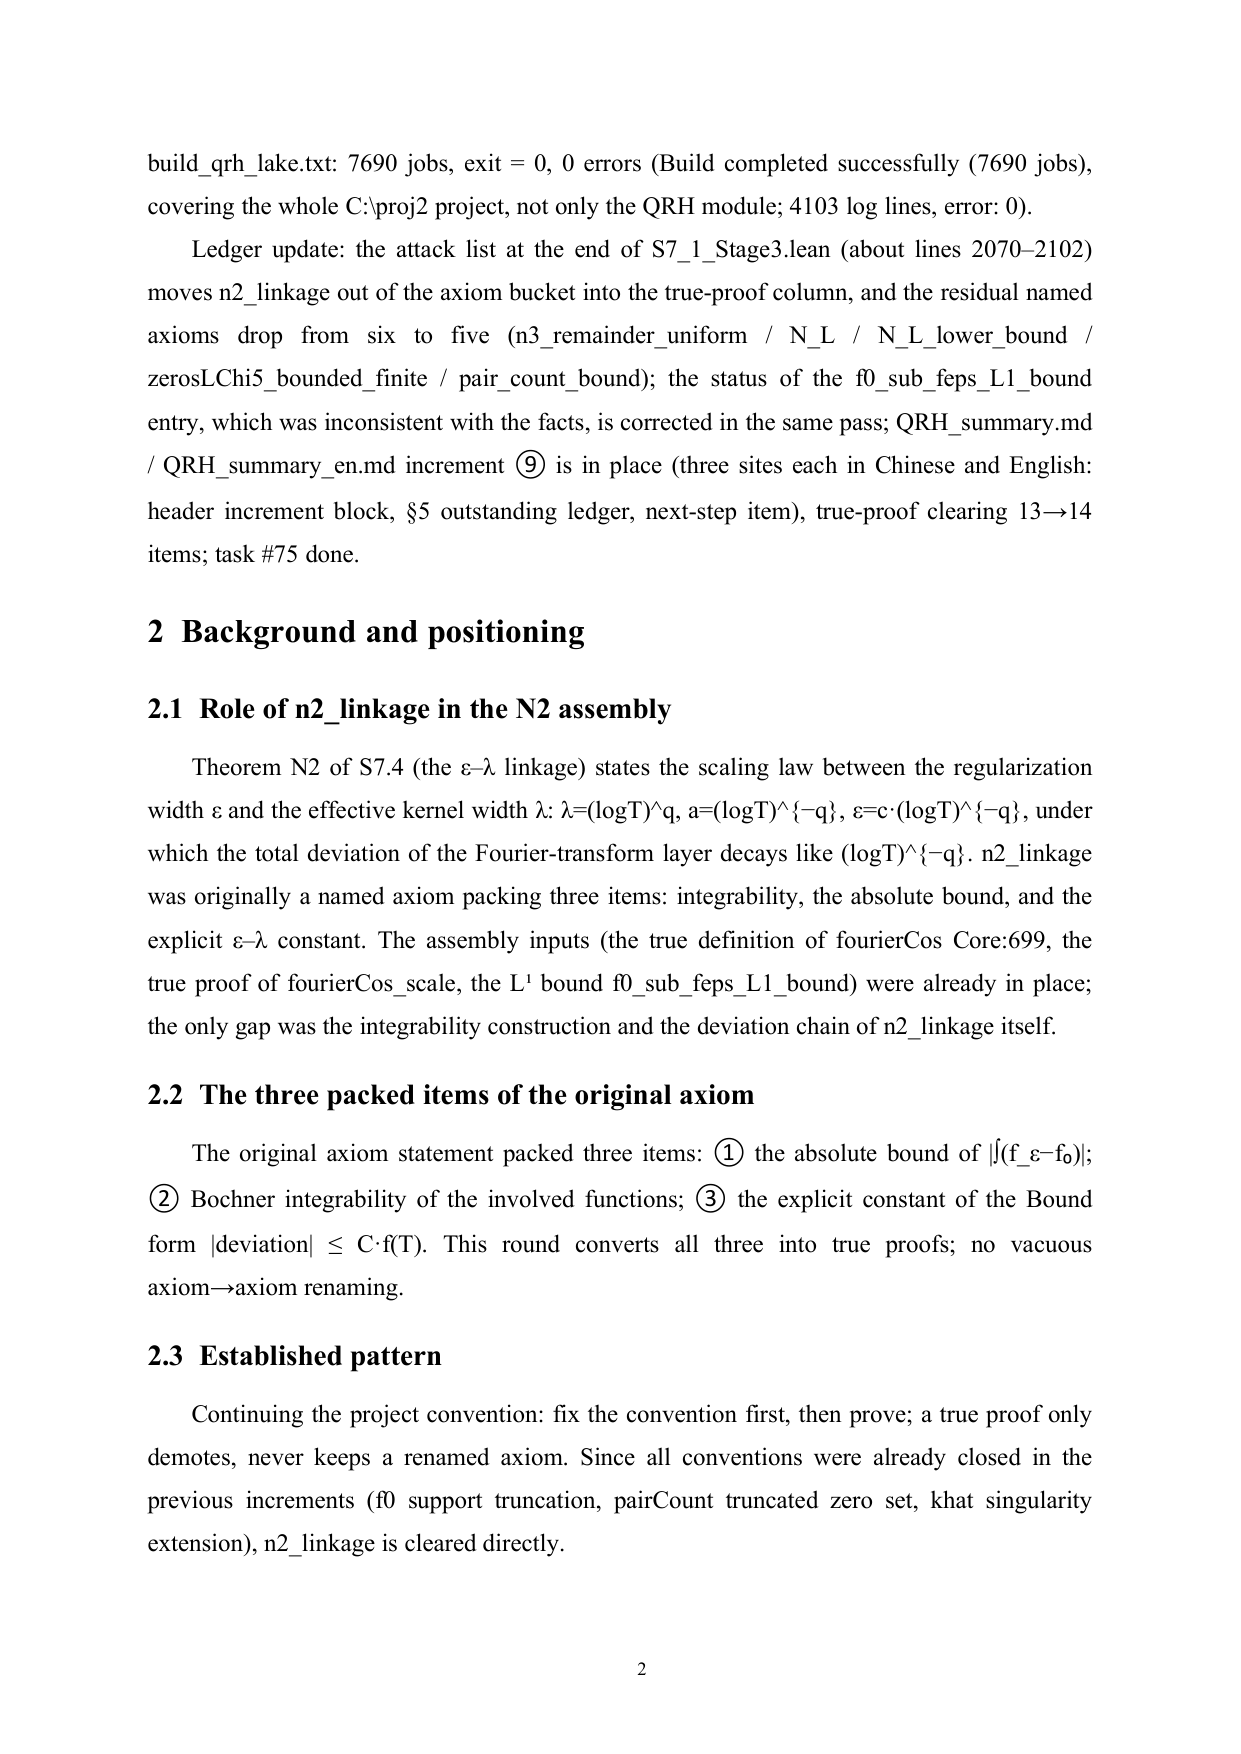 build_qrh_lake.txt: 7690 jobs, exit = 0, 0 errors (Build completed successfully (7690 jobs),
covering the whole C:\proj2 project, not only the QRH module; 4103 log lines, error: 0).
Ledger update: the attack list at the end of S7_1_Stage3.lean (about lines 2070–2102)
moves n2_linkage out of the axiom bucket into the true-proof column, and the residual named
axioms drop from six to five (n3_remainder_uniform / N_L / N_L_lower_bound /
zerosLChi5_bounded_finite / pair_count_bound); the status of the f0_sub_feps_L1_bound
entry, which was inconsistent with the facts, is corrected in the same pass; QRH_summary.md
/ QRH_summary_en.md increment ⑨ is in place (three sites each in Chinese and English:
header increment block, §5 outstanding ledger, next-step item), true-proof clearing 13→14
items; task #75 done.
2 Background and positioning
2.1 Role of n2_linkage in the N2 assembly
Theorem N2 of S7.4 (the ε–λ linkage) states the scaling law between the regularization
width ε and the effective kernel width λ: λ=(logT)^q, a=(logT)^{−q}, ε=c·(logT)^{−q}, under
which the total deviation of the Fourier-transform layer decays like (logT)^{−q}. n2_linkage
was originally a named axiom packing three items: integrability, the absolute bound, and the
explicit ε–λ constant. The assembly inputs (the true definition of fourierCos Core:699, the
true proof of fourierCos_scale, the L¹ bound f0_sub_feps_L1_bound) were already in place;
the only gap was the integrability construction and the deviation chain of n2_linkage itself.
2.2 The three packed items of the original axiom
The original axiom statement packed three items: ① the absolute bound of |∫(f_ε−f₀)|;
② Bochner integrability of the involved functions; ③ the explicit constant of the Bound
form |deviation| ≤ C·f(T). This round converts all three into true proofs; no vacuous
axiom→axiom renaming.
2.3 Established pattern
Continuing the project convention: fix the convention first, then prove; a true proof only
demotes, never keeps a renamed axiom. Since all conventions were already closed in the
previous increments (f0 support truncation, pairCount truncated zero set, khat singularity
extension), n2_linkage is cleared directly.
2